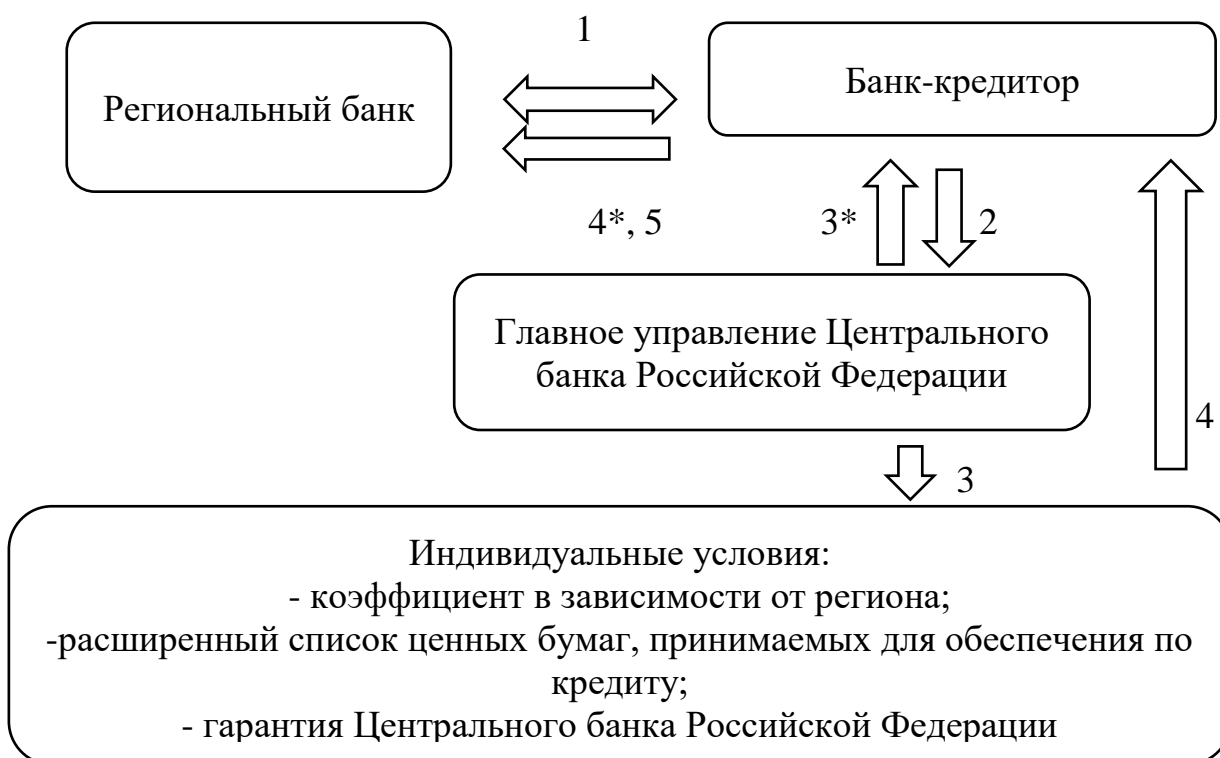 1
Региональный банк
Банк-кредитор
4*, 5
3*
2
Главное управление Центрального
банка Российской Федерации
4
3
Индивидуальные условия:
- коэффициент в зависимости от региона;
-расширенный список ценных бумаг, принимаемых для обеспечения по
кредиту;
- гарантия Центрального банка Российской Федерации